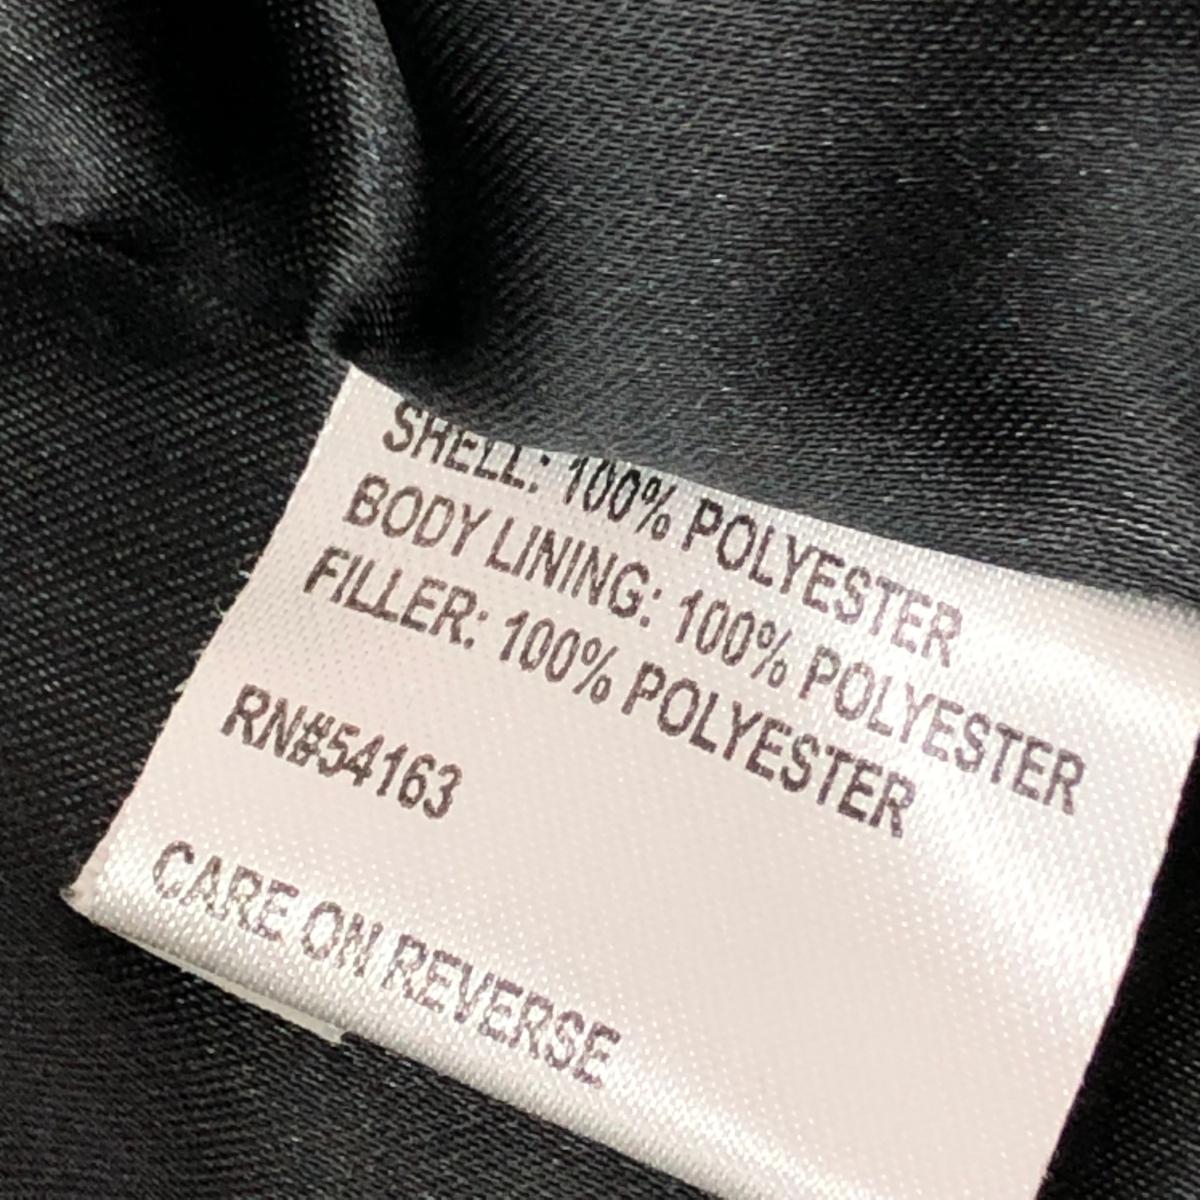 SHELL: 100% POLYESTER
BODY LINING: 100% POLYESTER
FILLER: 100% POLYESTER
RN#54163
CARE ON REVERSE